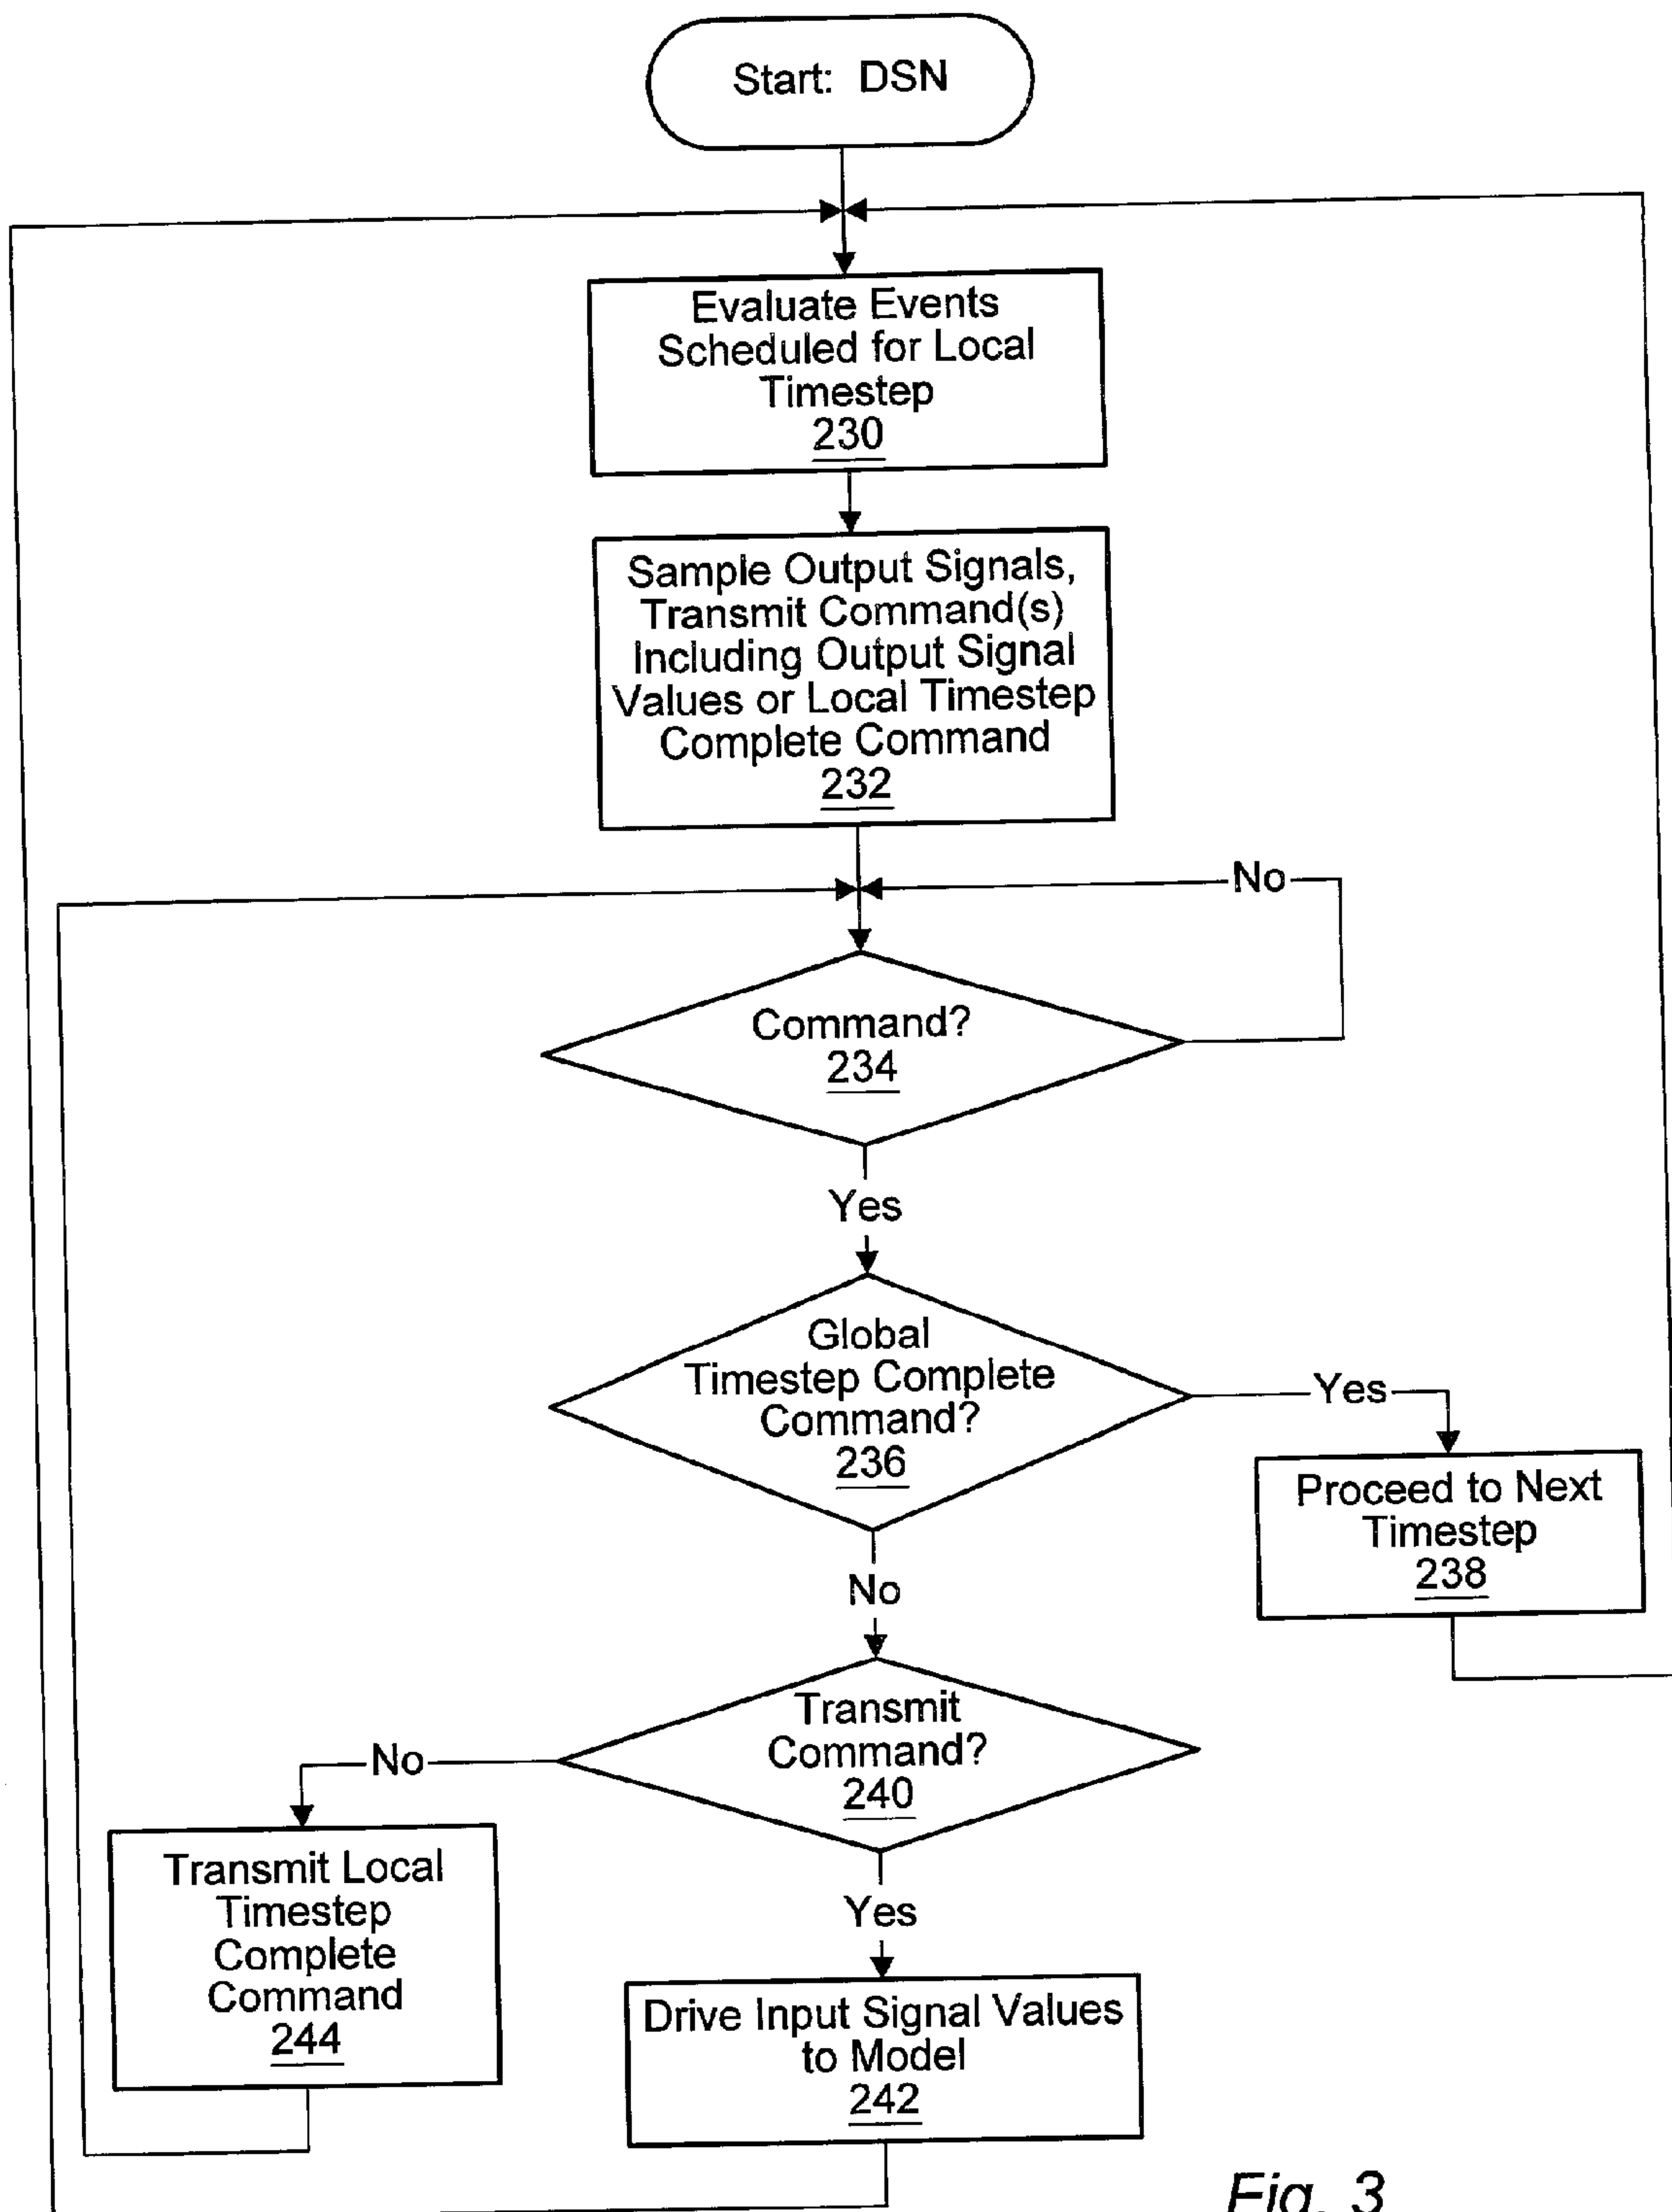 Start: DSN
Evaluate Events
Scheduled for Local
Timestep
230
Sample Output Signals,
Transmit Command(s)
Including Output Signal
Values or Local Timestep
Complete Command
232
No
Command?
234
Yes
Global
Timestep Complete
Command?
236
Yes
Proceed to Next
Timestep
238
No
Transmit
Command?
240
No
Transmit Local
Timestep
Complete
Command
244
Yes
Drive Input Signal Values
to Model
242
Fig. 3